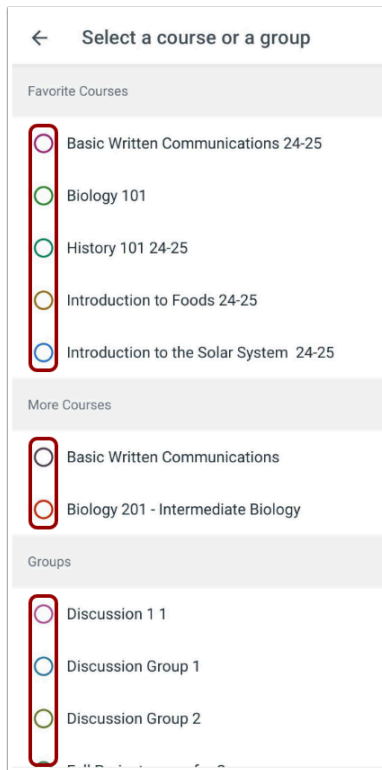 Select a course or a group
Favorite Courses
Basic Written Communications 24-25
Biology 101
History 101 24-25
Introduction to Foods 24-25
Introduction to the Solar System 24-25
More Courses
Basic Written Communications
Biology 201 - Intermediate Biology
Groups
Discussion 1 1
Discussion Group 1
Discussion Group 2